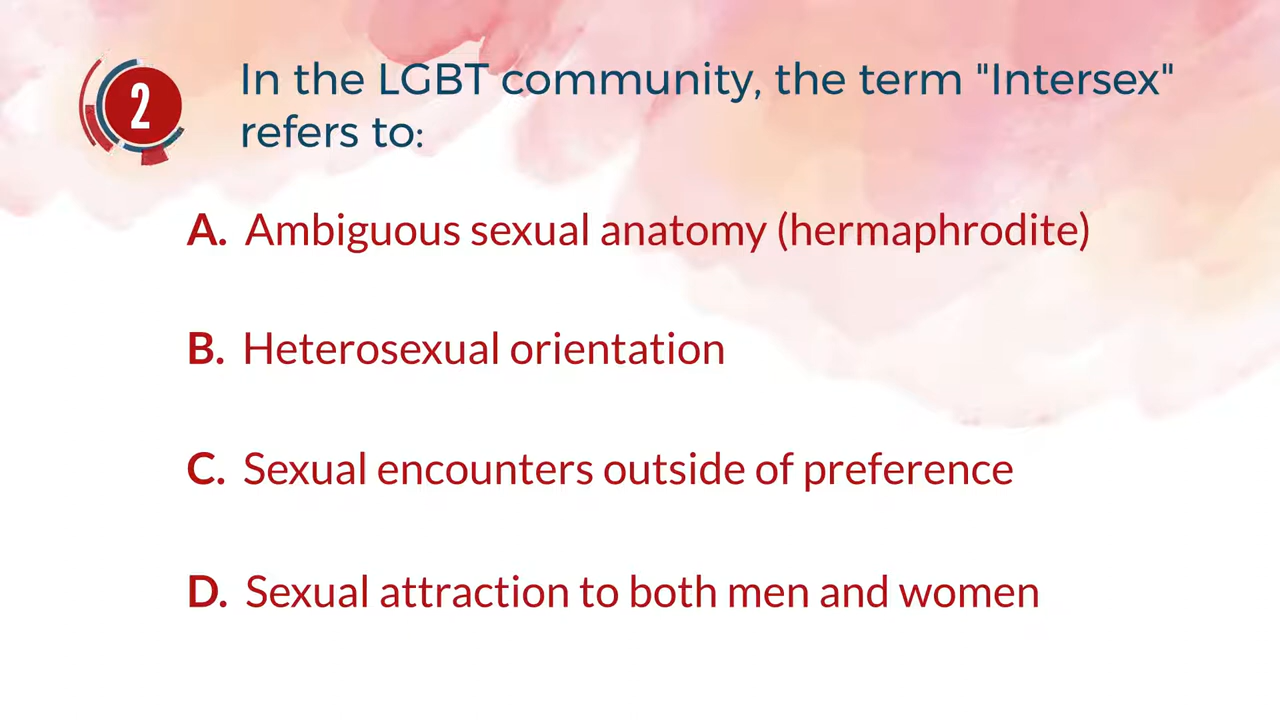 2
In the LGBT community, the term "Intersex"
refers to:
A. Ambiguous sexual anatomy (hermaphrodite)
B. Heterosexual orientation
C. Sexual encounters outside of preference
D. Sexual attraction to both men and women